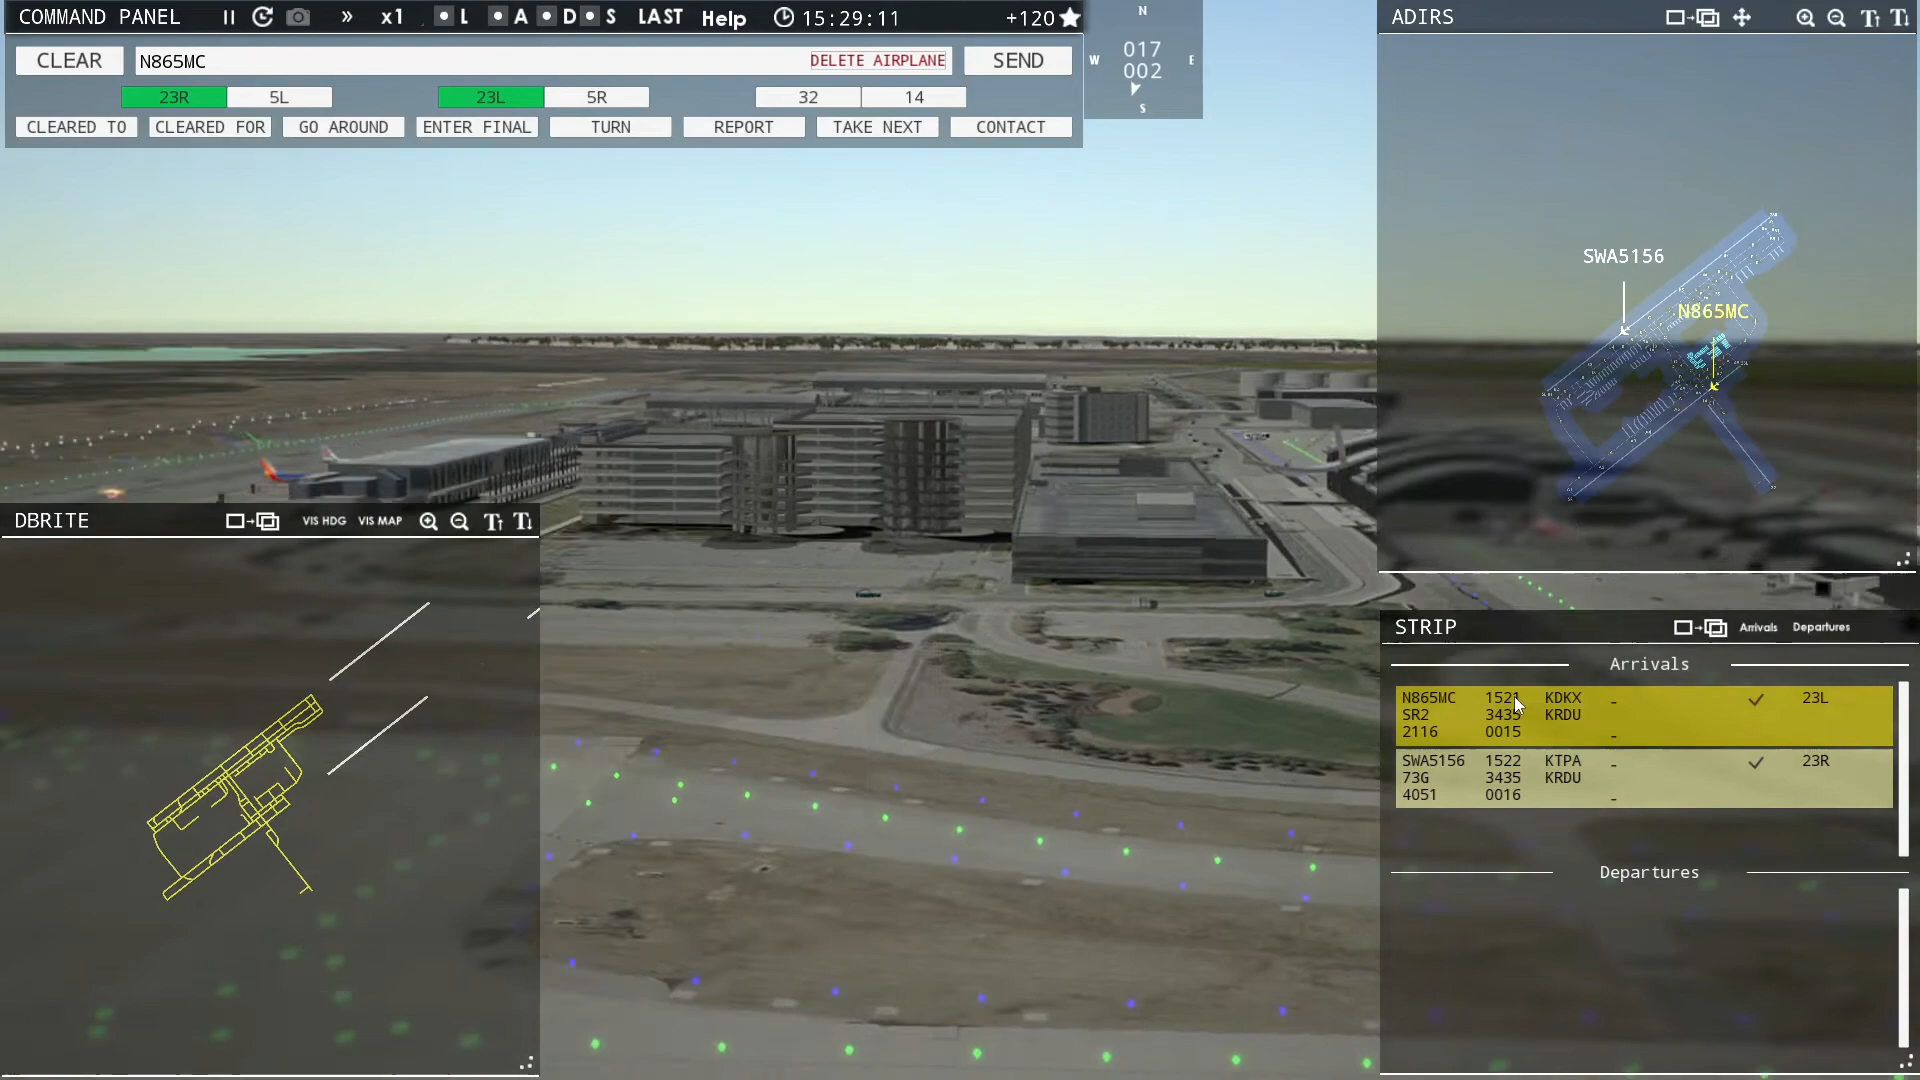 COMMAND PANEL
» x1 L A D S LAST Help 15:29:11 +120
CLEAR N865MC DELETE AIRPLANE SEND
23R 5L 23L 5R 32 14
CLEARED TO CLEARED FOR GO AROUND ENTER FINAL TURN REPORT TAKE NEXT CONTACT
N
W 017 E
002
S
ADIRS
SWA5156
N865MC
DBRITE VIS HDG VIS MAP
STRIP Arrivals Departures
Arrivals
N865MC 1521 KDKX - 23L
SR2 3435 KRDU
2116 0015 -
SWA5156 1522 KTPA - 23R
73G 3435 KRDU
4051 0016 -
Departures